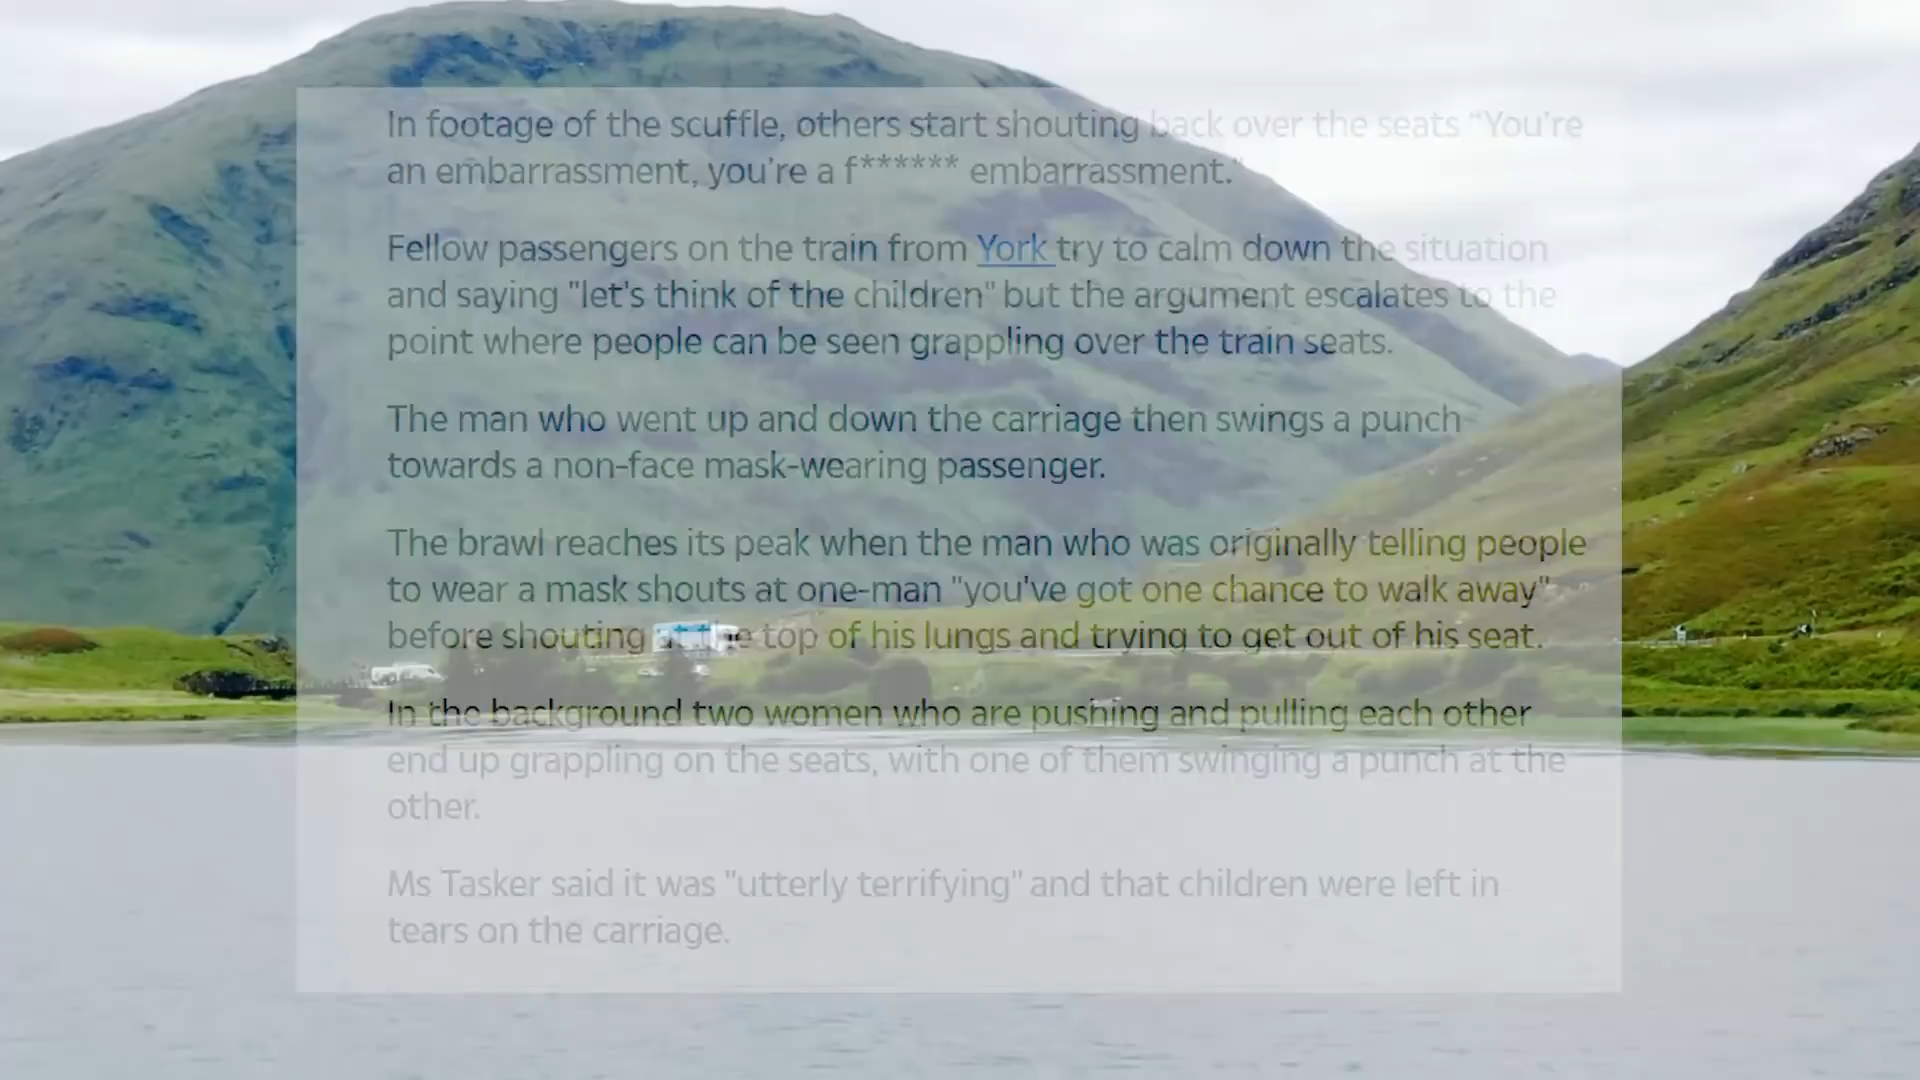 In footage of the scuffle, others start shouting back over the seats “You’re
an embarrassment, you’re a f****** embarrassment.”
Fellow passengers on the train from York try to calm down the situation
and saying "let's think of the children" but the argument escalates to the
point where people can be seen grappling over the train seats.
The man who went up and down the carriage then swings a punch
towards a non-face mask-wearing passenger.
The brawl reaches its peak when the man who was originally telling people
to wear a mask shouts at one-man "you've got one chance to walk away"
before shouting at the top of his lungs and trying to get out of his seat.
In the background two women who are pushing and pulling each other
end up grappling on the seats, with one of them swinging a punch at the
other.
Ms Tasker said it was "utterly terrifying" and that children were left in
tears on the carriage.